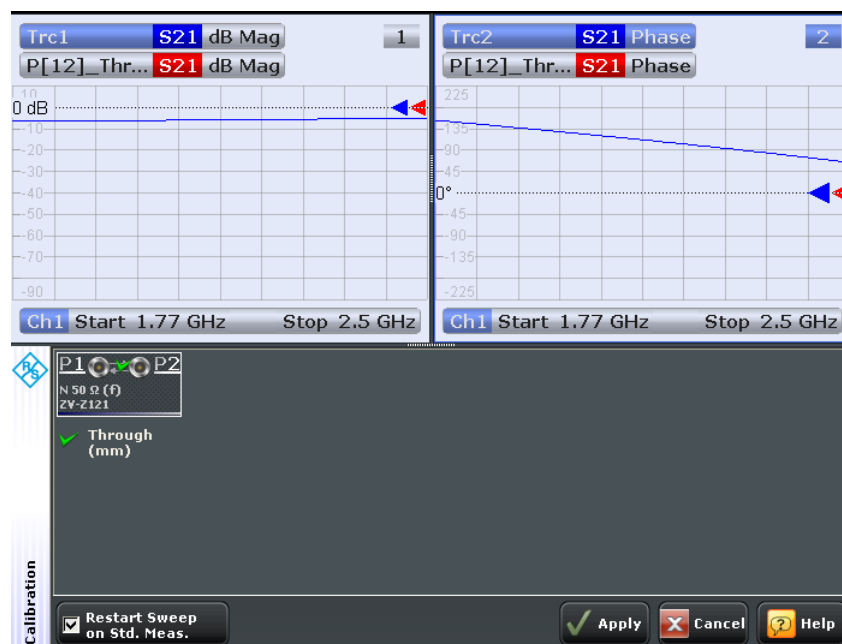 Trc1 S21 dB Mag 1
P[12]_Thr... S21 dB Mag
10
0 dB
-10
-20
-30
-40
-50
-60
-70
-90
Ch1 Start 1.77 GHz Stop 2.5 GHz
Trc2 S21 Phase 2
P[12]_Thr... S21 Phase
225
135
90
45
0°
-45
-90
-135
-225
Ch1 Start 1.77 GHz Stop 2.5 GHz
R&S
P1 P2
N 50 Ω (f)
ZV-Z121
Through
(mm)
Calibration
Restart Sweep
on Std. Meas.
Apply
Cancel
Help